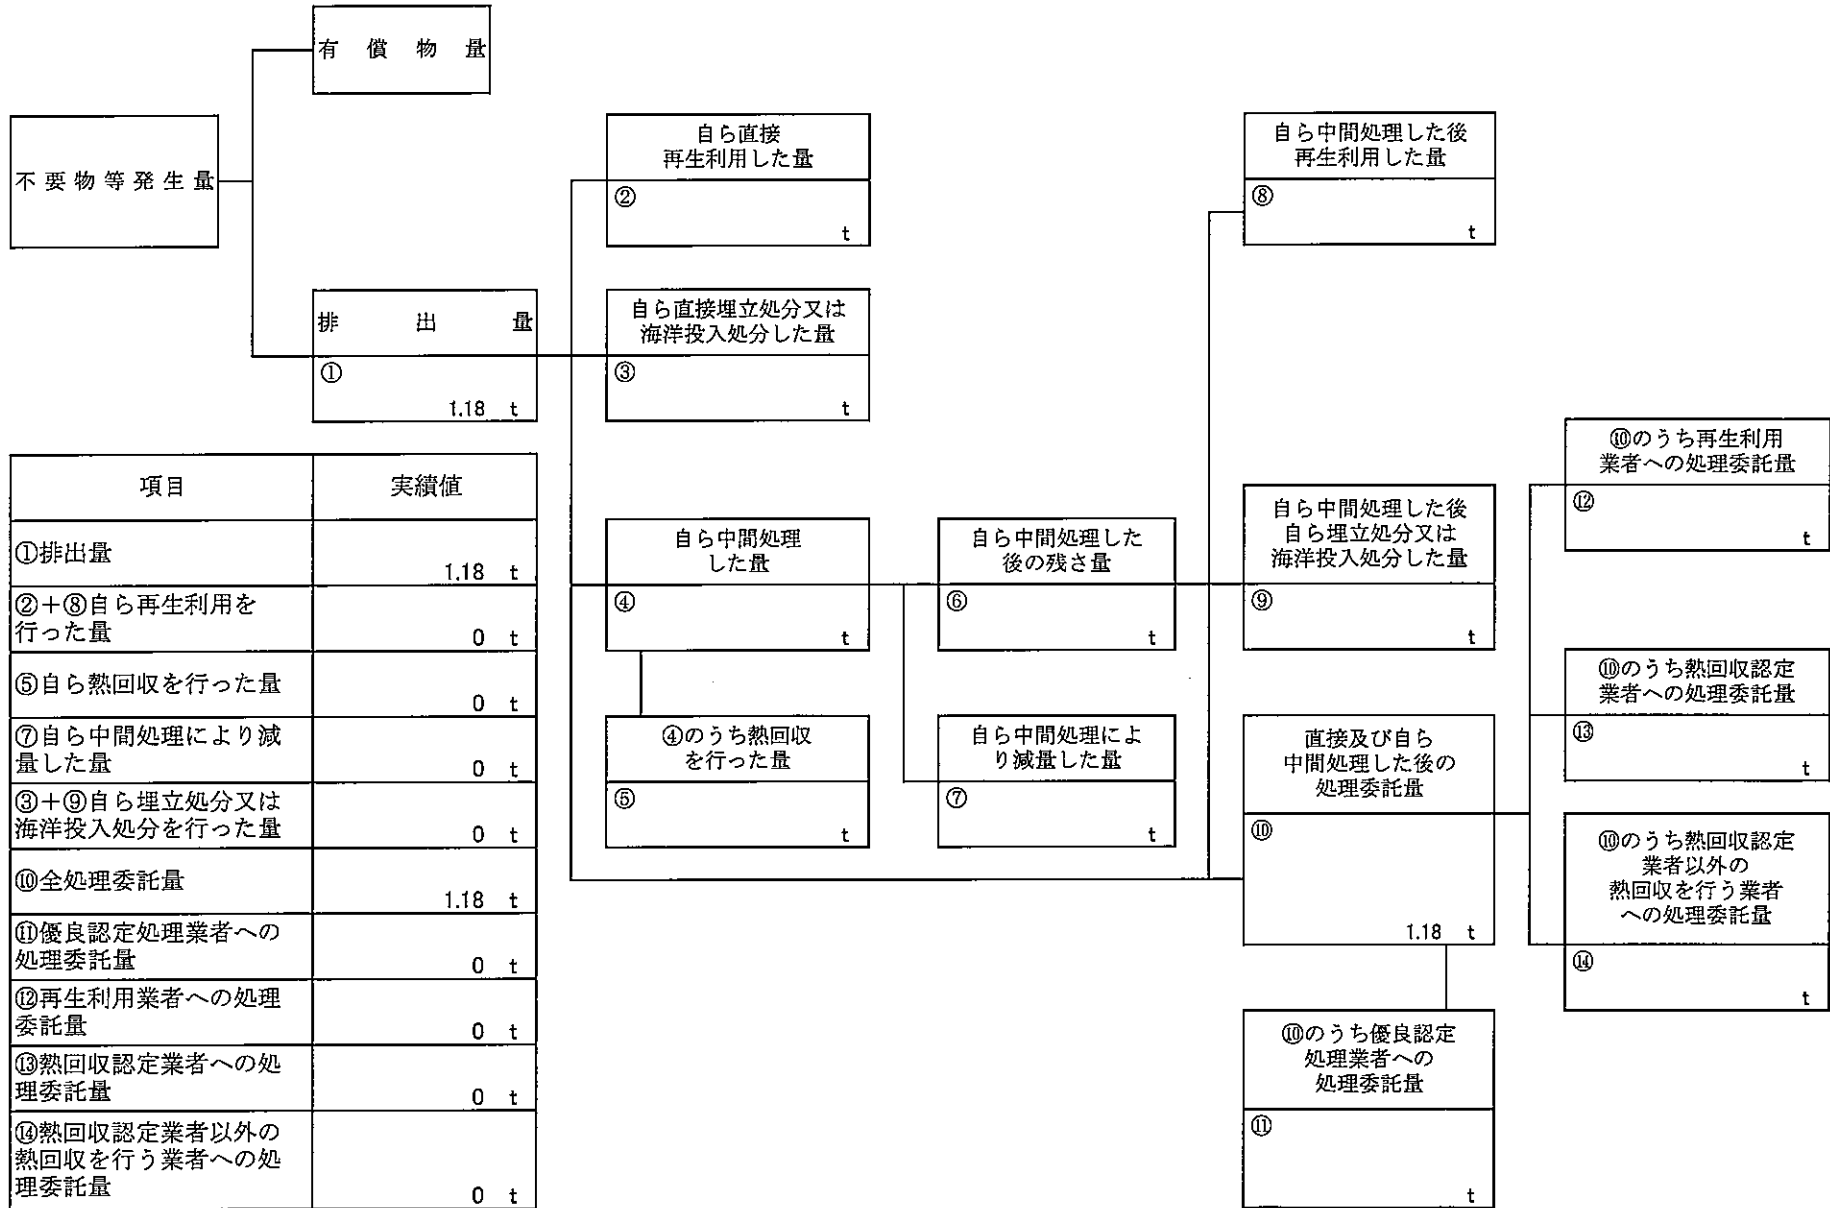 有償物量
不要物等発生量
自ら直接
再生利用した量
②
t
自ら中間処理した後
再生利用した量
⑧
t
排出量
①
1.18 t
自ら直接埋立処分又は
海洋投入処分した量
③
t
項目 実績値
①排出量
1.18 t
②+⑧自ら再生利用を
行った量
0 t
⑤自ら熱回収を行った量
0 t
⑦自ら中間処理により減
量した量
0 t
③+⑨自ら埋立処分又は
海洋投入処分を行った量
0 t
⑩全処理委託量
1.18 t
⑪優良認定処理業者への
処理委託量
0 t
⑫再生利用業者への処理
委託量
0 t
⑬熱回収認定業者への処
理委託量
0 t
⑭熱回収認定業者以外の
熱回収を行う業者への処
理委託量
0 t
自ら中間処理
した量
④
t
④のうち熱回収
を行った量
⑤
t
自ら中間処理した
後の残さ量
⑥
t
自ら中間処理によ
り減量した量
⑦
t
自ら中間処理した後
自ら埋立処分又は
海洋投入処分した量
⑨
t
直接及び自ら
中間処理した後の
処理委託量
⑩
1.18 t
⑩のうち優良認定
処理業者への
処理委託量
⑪
t
⑩のうち再生利用
業者への処理委託量
⑫
t
⑩のうち熱回収認定
業者への処理委託量
⑬
t
⑩のうち熱回収認定
業者以外の
熱回収を行う業者
への処理委託量
⑭
t